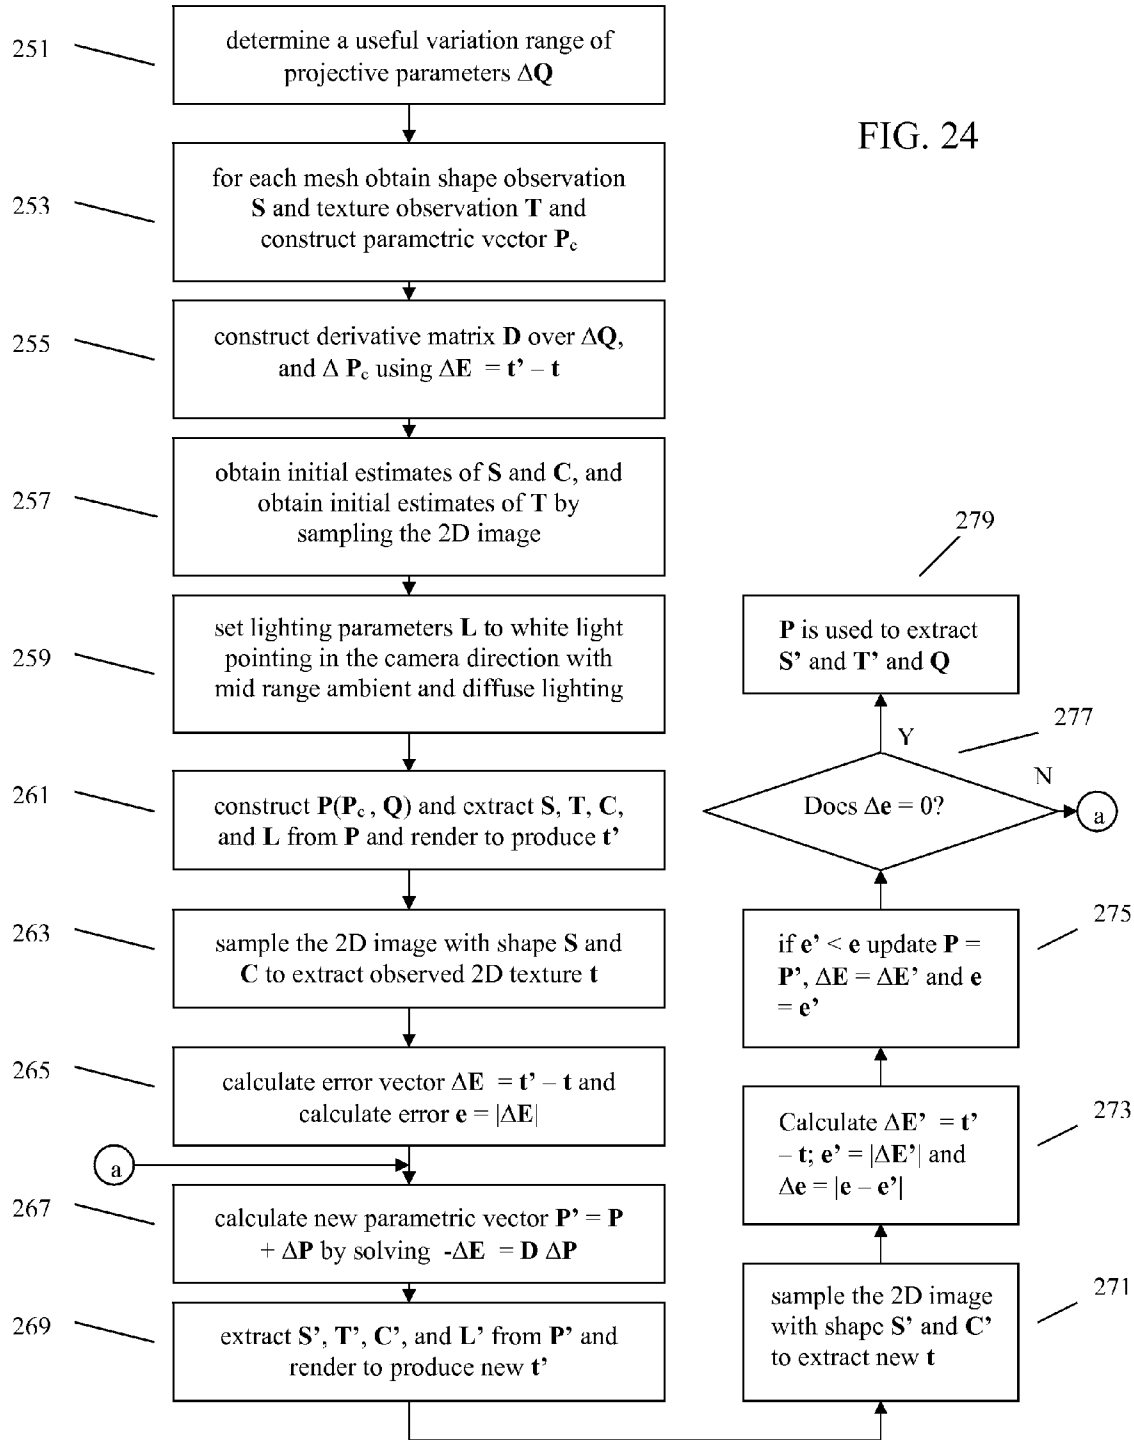 251
determine a useful variation range of
projective parameters ΔQ
FIG. 24
253
for each mesh obtain shape observation
S and texture observation T and
construct parametric vector Pc
255
construct derivative matrix D over ΔQ,
and Δ Pc using ΔE = t’ – t
257
obtain initial estimates of S and C, and
obtain initial estimates of T by
sampling the 2D image
259
set lighting parameters L to white light
pointing in the camera direction with
mid range ambient and diffuse lighting
261
construct P(Pc , Q) and extract S, T, C,
and L from P and render to produce t’
263
sample the 2D image with shape S and
C to extract observed 2D texture t
265
calculate error vector ΔE = t’ – t and
calculate error e = |ΔE|
a
267
calculate new parametric vector P’ = P
+ ΔP by solving -ΔE = D ΔP
269
extract S’, T’, C’, and L’ from P’ and
render to produce new t’
271
sample the 2D image
with shape S’ and C’
to extract new t
273
Calculate ΔE’ = t’
– t; e’ = |ΔE’| and
Δe = |e – e’|
275
if e’ < e update P =
P’, ΔE = ΔE’ and e
= e’
277
Does Δe = 0?
Y
N
a
279
P is used to extract
S’ and T’ and Q